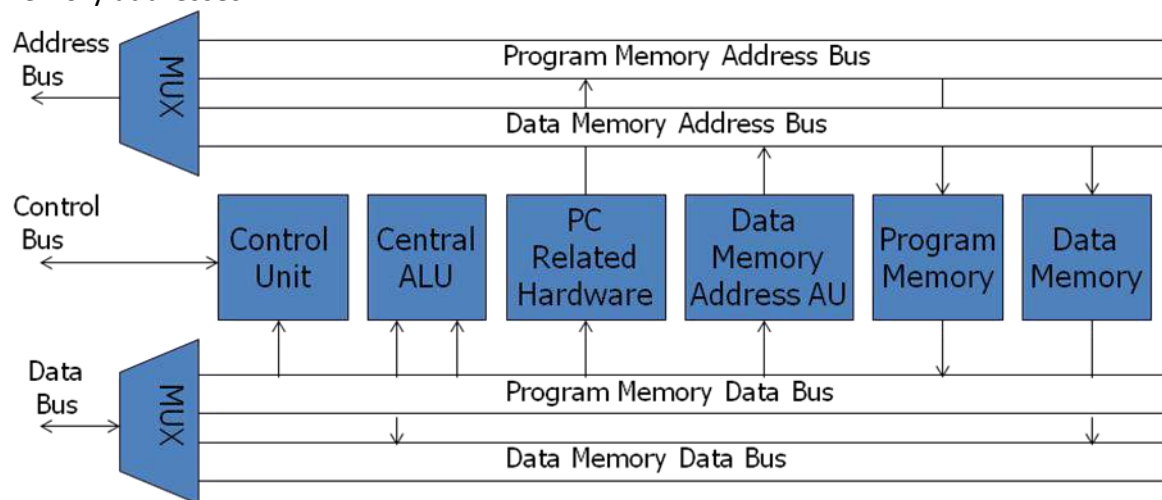 Address
Bus
MUX
Program Memory Address Bus
Data Memory Address Bus
Control
Bus
Control
Unit
Central
ALU
PC
Related
Hardware
Data
Memory
Address AU
Program
Memory
Data
Memory
Data
Bus
MUX
Program Memory Data Bus
Data Memory Data Bus